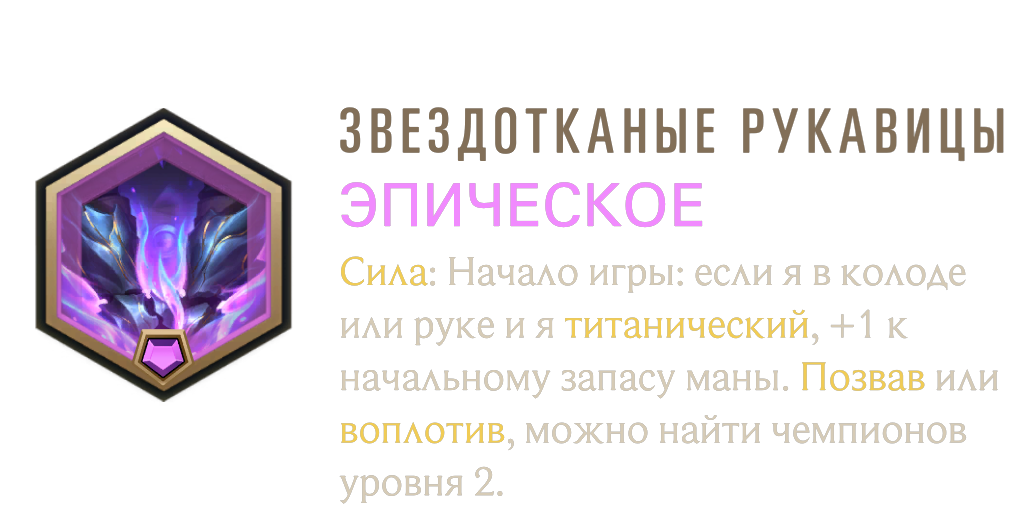 ЗВЕЗДОТКАНЫЕ РУКАВИЦЫ
ЭПИЧЕСКОЕ
Сила: Начало игры: если я в колоде
или руке и я титанический, +1 к
начальному запасу маны. Позвав или
воплотив, можно найти чемпионов
уровня 2.